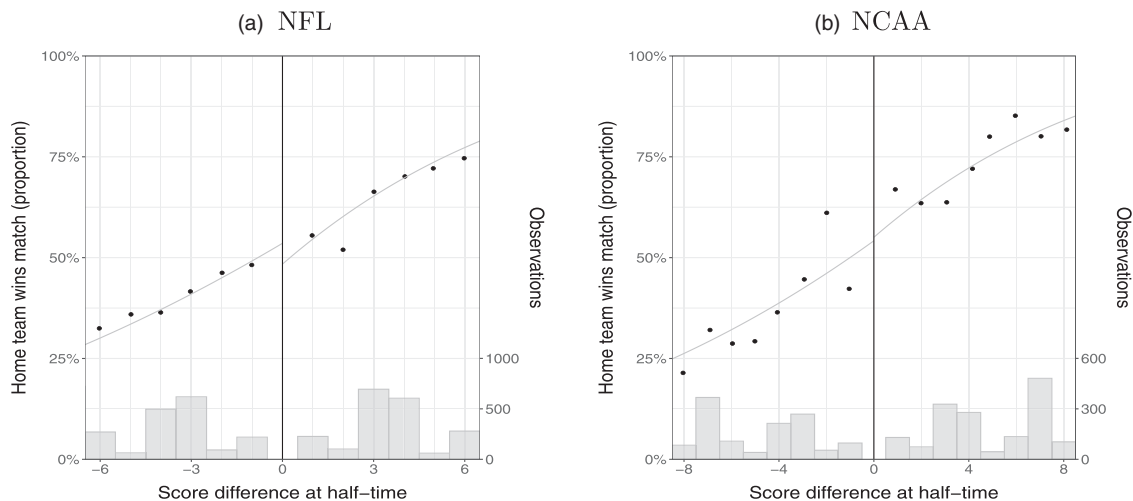 (a) NFL
100%
75%
50%
25%
0%
Home team wins match (proportion)
1000
500
0
Observations
−6 −3 0 3 6
Score difference at half−time
(b) NCAA
100%
75%
50%
25%
0%
Home team wins match (proportion)
600
300
0
Observations
−8 −4 0 4 8
Score difference at half−time